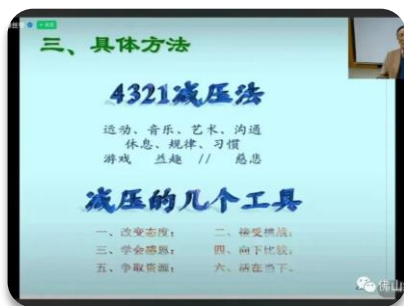 三、具体方法
4321减压法
运动、音乐、艺术、沟通
休息、规律、习惯
游戏 兴趣 // 慈悲
减压的几个工具
一、改变态度； 二、接受挑战；
三、学会感恩； 四、向下比较；
五、争取资源； 六、活在当下。
佛山